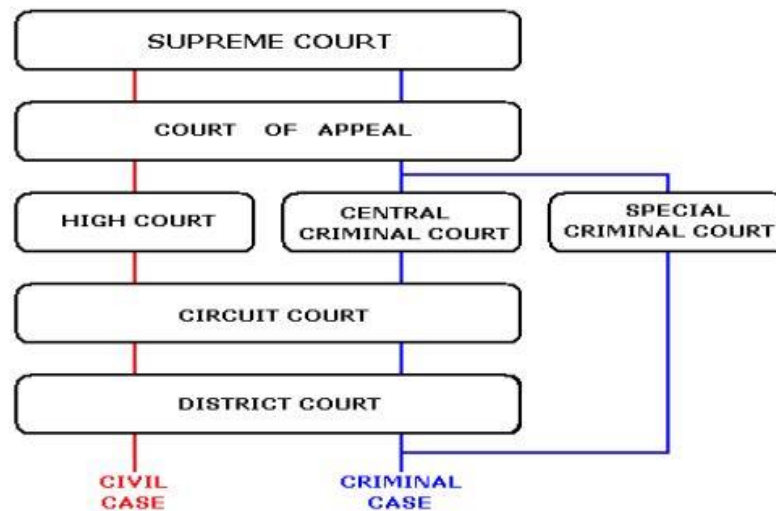 SUPREME COURT
COURT OF APPEAL
HIGH COURT
CENTRAL
CRIMINAL COURT
SPECIAL
CRIMINAL COURT
CIRCUIT COURT
DISTRICT COURT
CIVIL
CASE
CRIMINAL
CASE